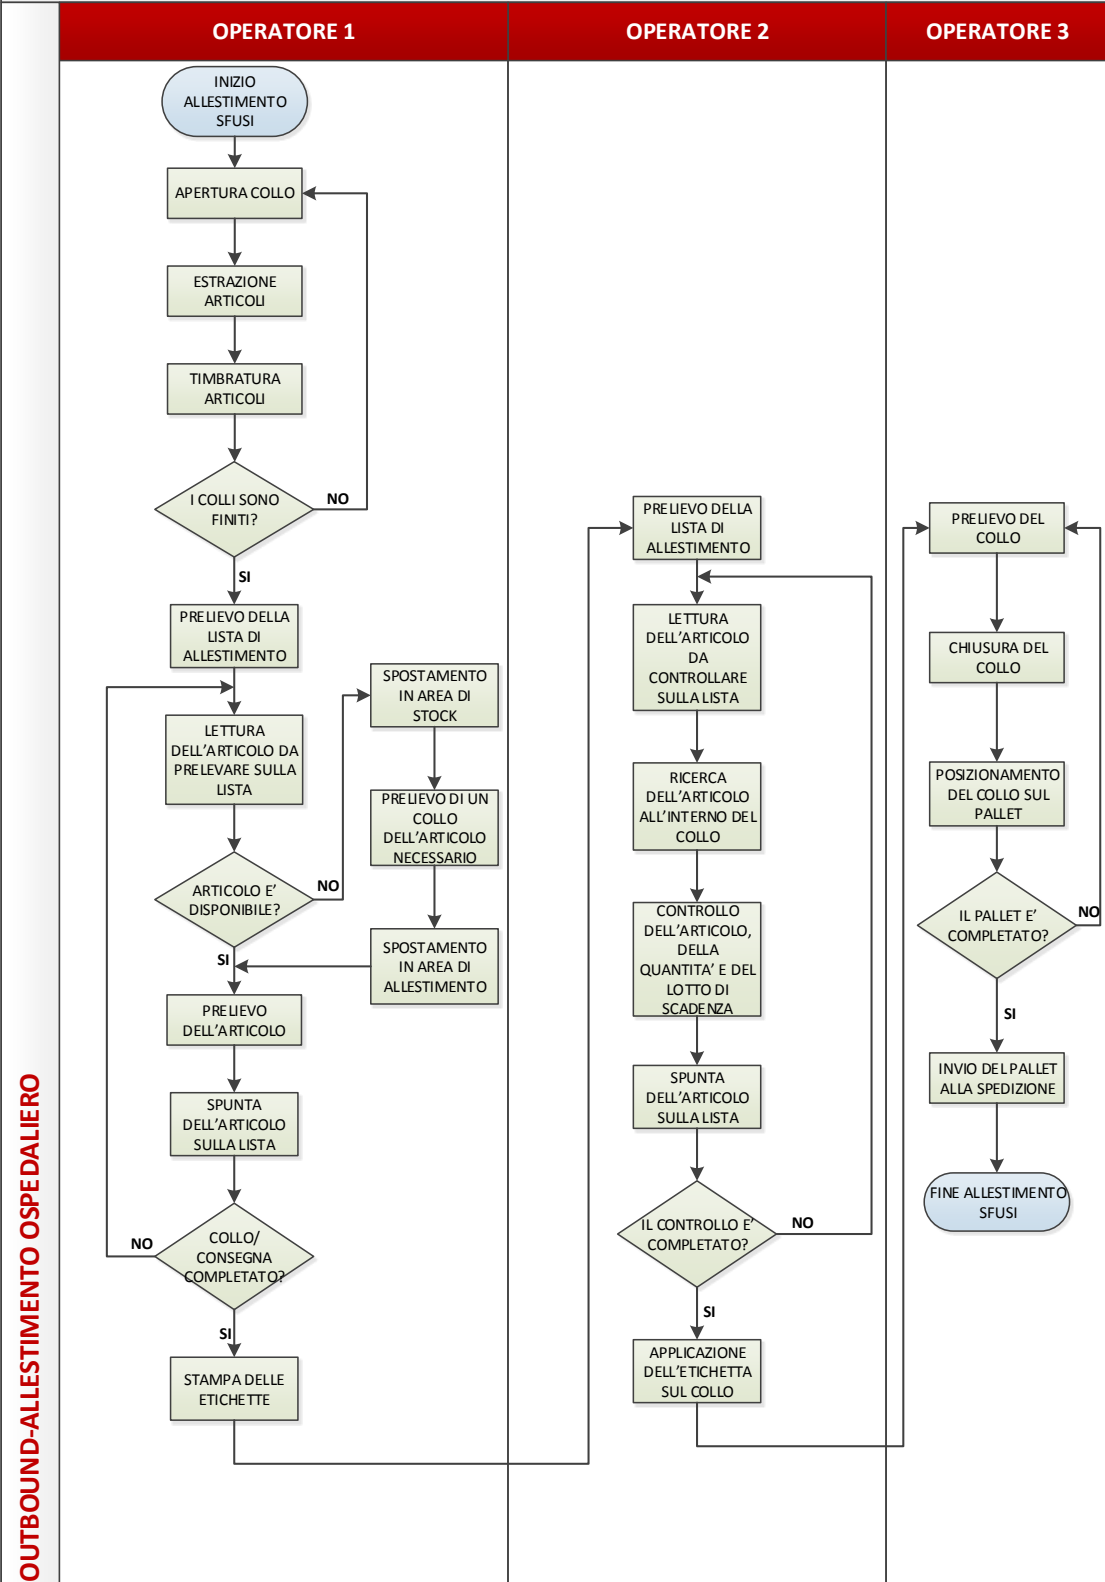 OPERATORE 1
OPERATORE 2
OPERATORE 3
OUTBOUND-ALLESTIMENTO OSPEDALIERO
INIZIO
ALLESTIMENTO
SFUSI
APERTURA COLLO
ESTRAZIONE
ARTICOLI
TIMBRATURA
ARTICOLI
I COLLI SONO
FINITI?
NO
SI
PRELIEVO DELLA
LISTA DI
ALLESTIMENTO
LETTURA
DELL’ARTICOLO DA
PRELEVARE SULLA
LISTA
ARTICOLO E’
DISPONIBILE?
NO
SPOSTAMENTO
IN AREA DI
STOCK
PRELIEVO DI UN
COLLO
DELL’ARTICOLO
NECESSARIO
SPOSTAMENTO
IN AREA DI
ALLESTIMENTO
SI
PRELIEVO
DELL’ARTICOLO
SPUNTA
DELL’ARTICOLO
SULLA LISTA
COLLO/
CONSEGNA
COMPLETATO?
NO
SI
STAMPA DELLE
ETICHETTE
PRELIEVO DELLA
LISTA DI
ALLESTIMENTO
LETTURA
DELL’ARTICOLO
DA
CONTROLLARE
SULLA LISTA
RICERCA
DELL’ARTICOLO
ALL’INTERNO DEL
COLLO
CONTROLLO
DELL’ARTICOLO,
DELLA
QUANTITA’ E DEL
LOTTO DI
SCADENZA
SPUNTA
DELL’ARTICOLO
SULLA LISTA
IL CONTROLLO E’
COMPLETATO?
NO
SI
APPLICAZIONE
DELL’ETICHETTA
SUL COLLO
PRELIEVO DEL
COLLO
CHIUSURA DEL
COLLO
POSIZIONAMENTO
DEL COLLO SUL
PALLET
IL PALLET E’
COMPLETATO?
NO
SI
INVIO DEL PALLET
ALLA SPEDIZIONE
FINE ALLESTIMENTO
SFUSI